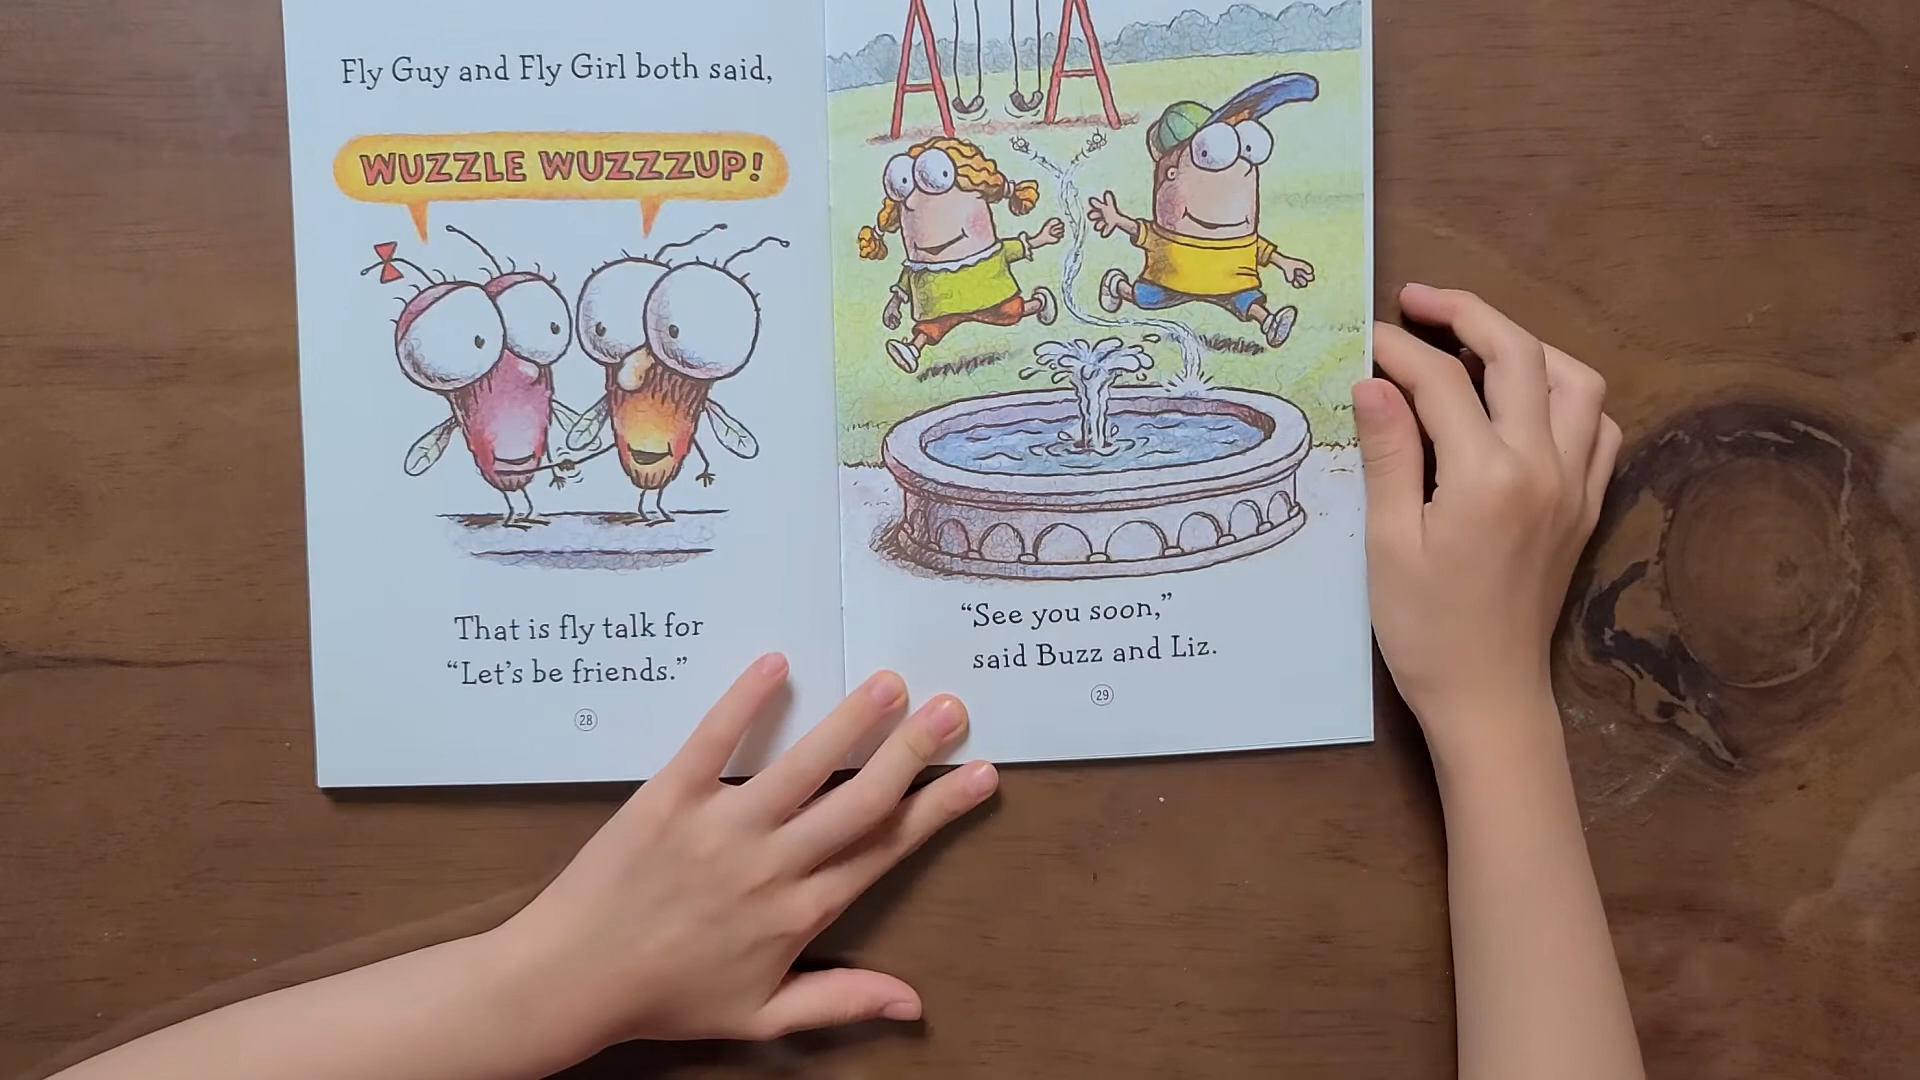 Fly Guy and Fly Girl both said,
WUZZLE WUZZZUP!
That is fly talk for
“Let’s be friends.”
28
“See you soon,”
said Buzz and Liz.
29